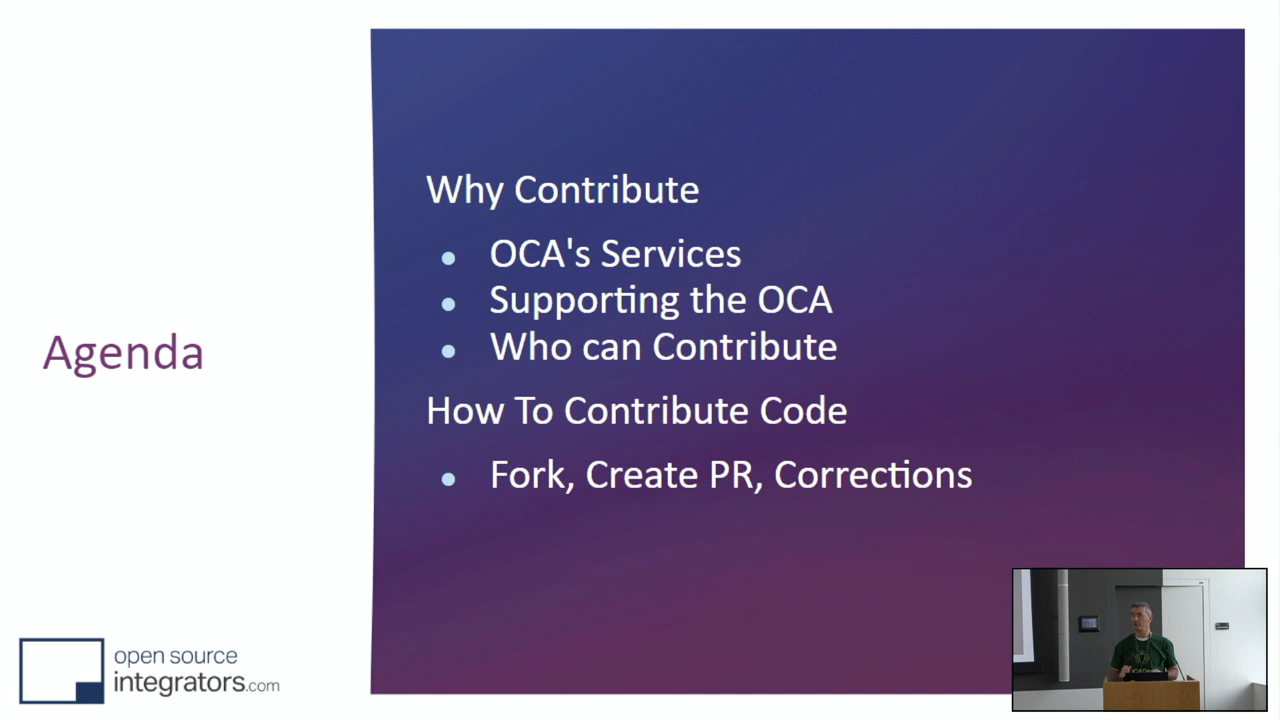 Agenda
Why Contribute
OCA's Services
Supporting the OCA
Who can Contribute
How To Contribute Code
Fork, Create PR, Corrections
open source
integrators.com